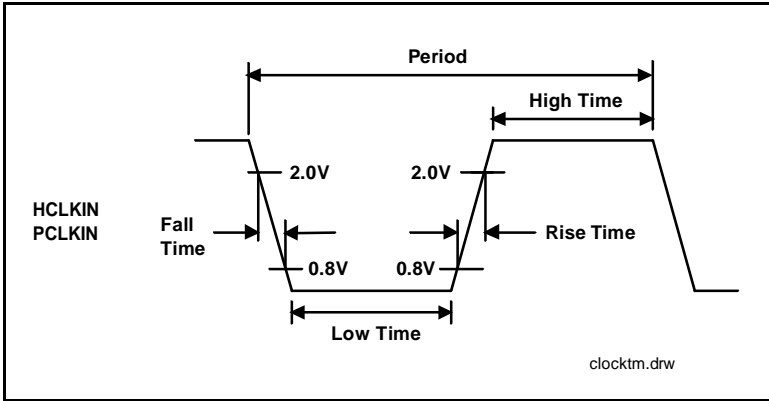 Period
High Time
2.0V
2.0V
HCLKIN
PCLKIN
Fall
Time
Rise Time
0.8V
0.8V
Low Time
clocktm.drw